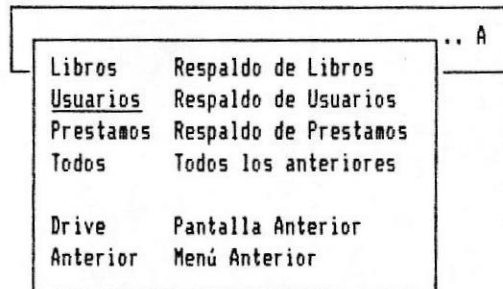 .. A
Libros Respaldo de Libros
Usuarios Respaldo de Usuarios
Prestamos Respaldo de Prestamos
Todos Todos los anteriores
Drive Pantalla Anterior
Anterior Menú Anterior